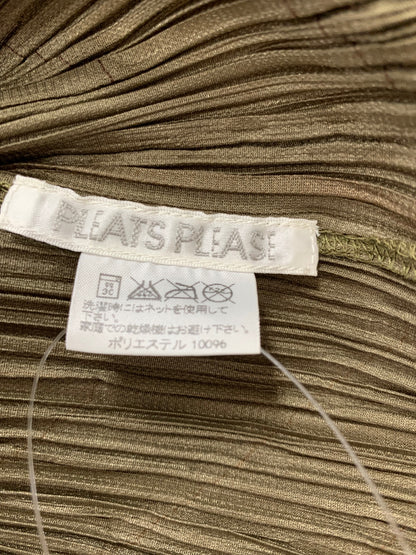 PLEATS PLEASE
洗濯時にはネットを使用して
下さい。
家庭での乾燥機はお避け下さい。
ポリエステル 100%